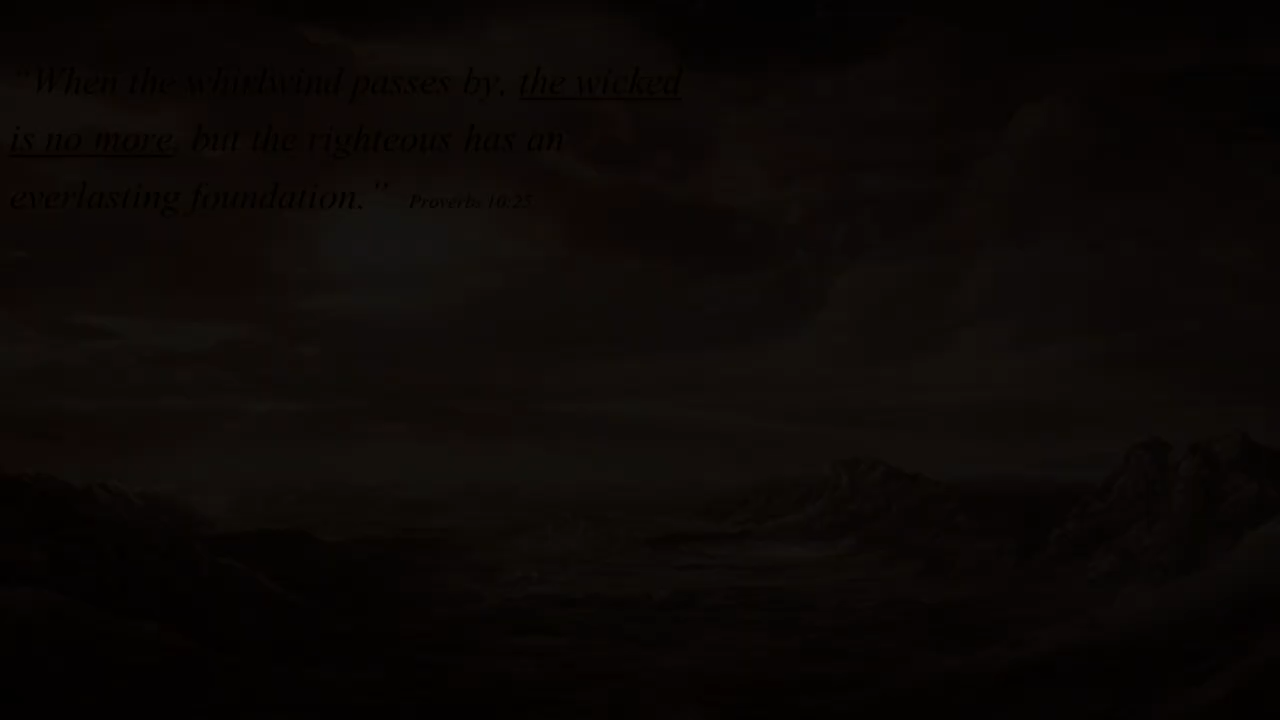 "When the whirlwind passes by, the wicked
is no more, but the righteous has an
everlasting foundation." Proverbs 10:25